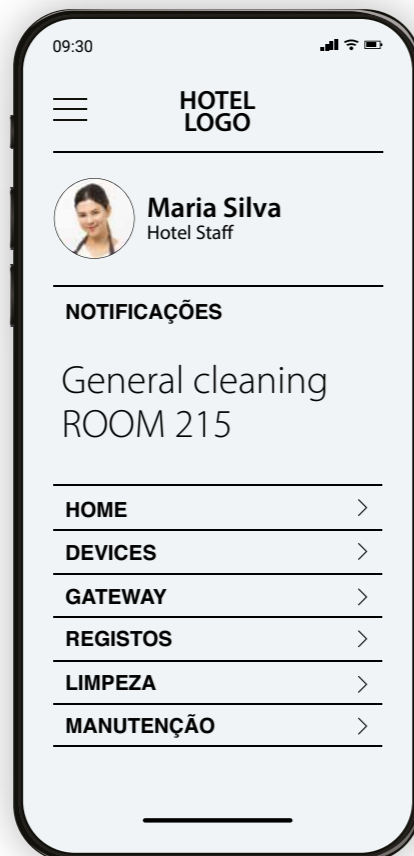 09:30
HOTEL
LOGO
Maria Silva
Hotel Staff
NOTIFICAÇÕES
General cleaning
ROOM 215
HOME
DEVICES
GATEWAY
REGISTOS
LIMPEZA
MANUTENÇÃO